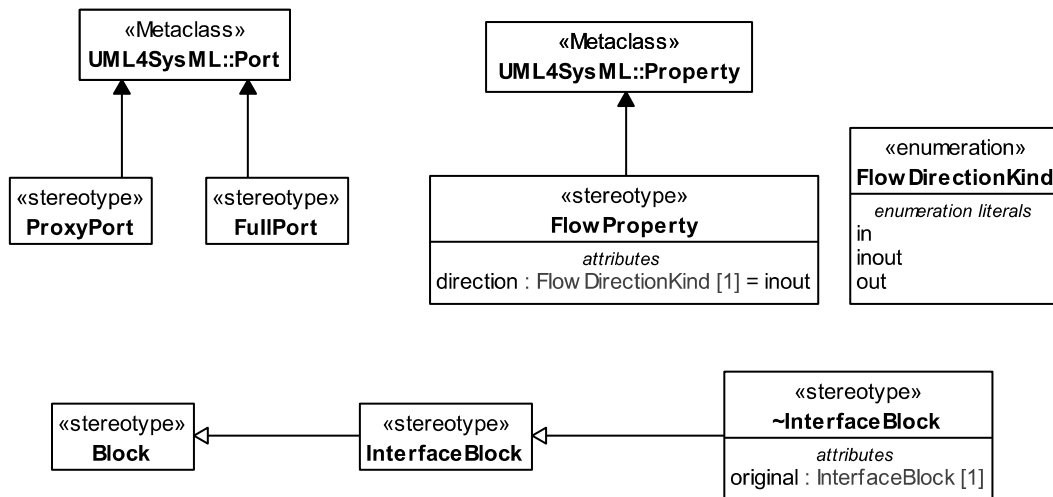 «Metaclass»
UML4SysML::Port
«Metaclass»
UML4SysML::Property
«stereotype»
ProxyPort
«stereotype»
FullPort
«stereotype»
FlowProperty
attributes
direction : FlowDirectionKind [1] = inout
«enumeration»
FlowDirectionKind
enumeration literals
in
inout
out
«stereotype»
Block
«stereotype»
InterfaceBlock
«stereotype»
~InterfaceBlock
attributes
original : InterfaceBlock [1]